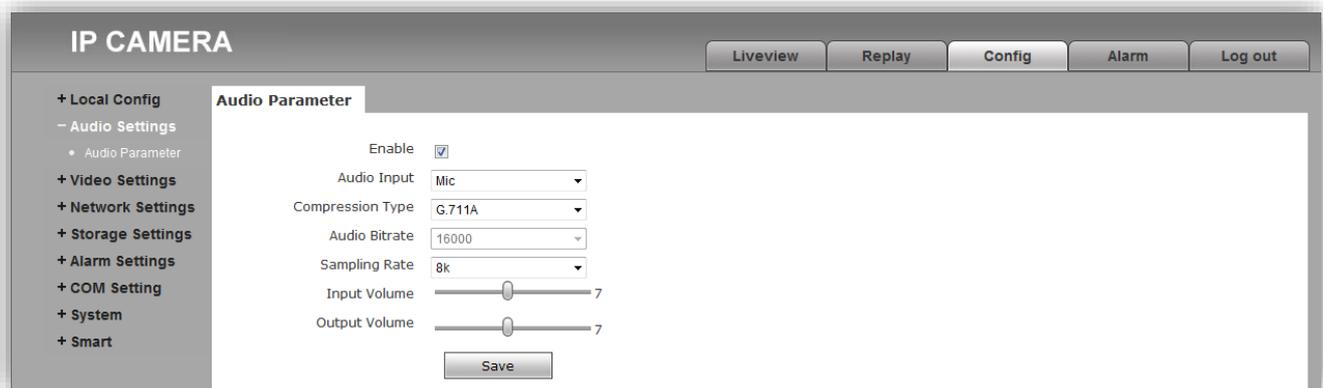 IP CAMERA
Liveview
Replay
Config
Alarm
Log out
+ Local Config
− Audio Settings
• Audio Parameter
+ Video Settings
+ Network Settings
+ Storage Settings
+ Alarm Settings
+ COM Setting
+ System
+ Smart
Audio Parameter
Enable
Audio Input Mic
Compression Type G.711A
Audio Bitrate 16000
Sampling Rate 8k
Input Volume 7
Output Volume 7
Save